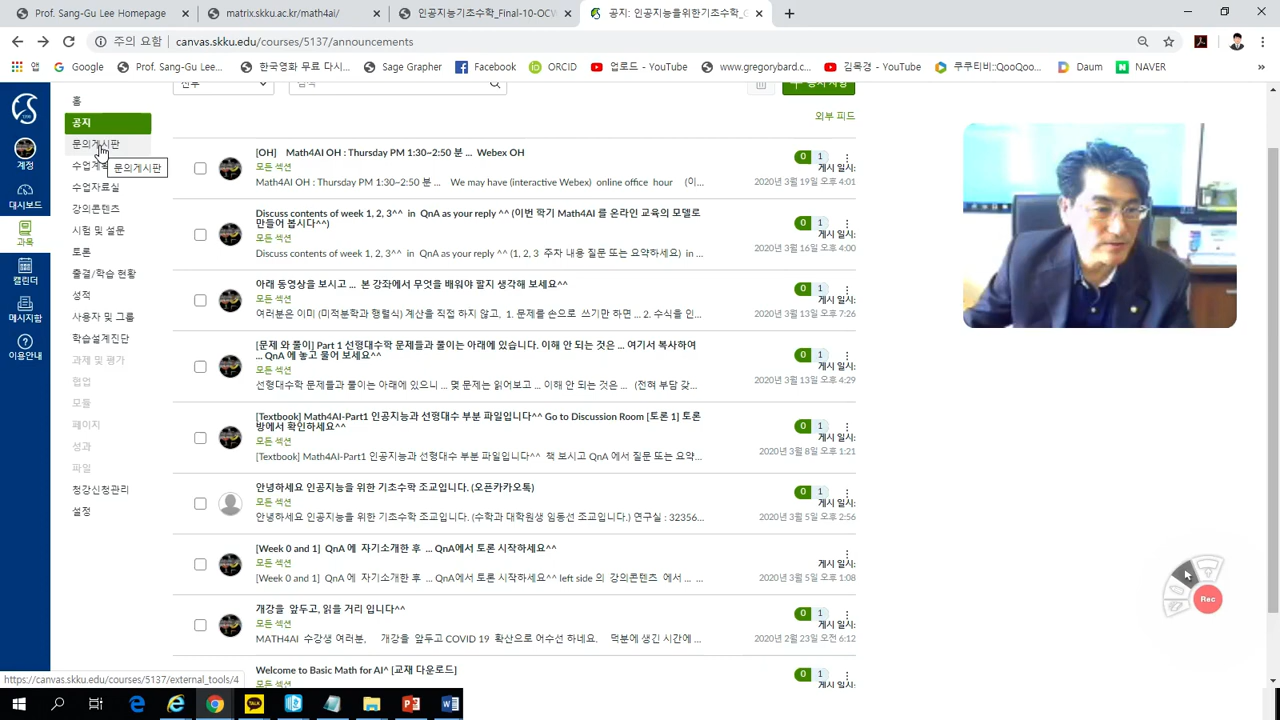 Prof. Sang-Gu Lee Homepage
matrix.skku.ac.kr/math4ai/
인공지능기초수학_Final-10-OCW
공지: 인공지능을위한기초수학_G
주의 요함
canvas.skku.edu/courses/5137/announcements
앱
Google
Prof. Sang-Gu Lee...
한국영화 무료 다시...
Sage Grapher
Facebook
ORCID
업로드 - YouTube
www.gregorybard....
김옥경 - YouTube
쿠쿠티비::QooQoo...
Daum
NAVER
계정
대시보드
과목
캘린더
메시지함
이용안내
홈
공지
문의게시판
문의게시판
수업자료실
강의콘텐츠
시험 및 설문
토론
출결/학습 현황
성적
사용자 및 그룹
학습설계진단
과제 및 평가
협업
모듈
페이지
성과
파일
청강신청관리
설정
외부 피드
[OH] Math4AI OH : Thursday PM 1:30~2:50 분 ... Webex OH
모든 섹션
Math4AI OH : Thursday PM 1:30~2:50 분 ... We may have (interactive Webex) online office hour (이...
0 1
게시 일시:
2020년 3월 19일 오후 4:01
Discuss contents of week 1, 2, 3^^ in QnA as your reply ^^ (이번 학기 Math4AI 를 온라인 교육의 모델로
만들어 봅시다^^)
모든 섹션
Discuss contents of week 1, 2, 3^^ in QnA as your reply ^^ (1, 2, 3 주차 내용 질문 또는 요약하세요) in ...
0 1
게시 일시:
2020년 3월 16일 오후 4:00
아래 동영상을 보시고 ... 본 강좌에서 무엇을 배워야 할지 생각해 보세요^^
모든 섹션
여러분은 이미 (미적분학과 행렬식) 계산을 직접 하지 않고, 1. 문제를 손으로 쓰기만 하면 ... 2. 수식을 인...
0 1
게시 일시:
2020년 3월 13일 오후 7:26
[문제 와 풀이] Part 1 선형대수학 문제들과 풀이는 아래에 있습니다. 이해 안 되는 것은 ... 여기서 복사하여
... QnA 에 놓고 풀어 보세요^^
모든 섹션
선형대수학 문제들과 풀이는 아래에 있으니 ... 몇 문제는 읽어 보고 ... 이해 안 되는 것은 ... (전혀 부담 갖...
0 1
게시 일시:
2020년 3월 13일 오후 4:29
[Textbook] Math4AI-Part1 인공지능과 선형대수 부분 파일입니다^^ Go to Discussion Room [토론 1] 토론
방에서 확인하세요^^
모든 섹션
[Textbook] Math4AI-Part1 인공지능과 선형대수 부분 파일입니다^^ 책 보시고 QnA 에서 질문 또는 요약...
0 1
게시 일시:
2020년 3월 8일 오후 1:21
안녕하세요 인공지능을 위한 기초수학 조교입니다. (오픈카카오톡)
모든 섹션
안녕하세요 인공지능을 위한 기초수학 조교입니다. (수학과 대학원생 임동선 조교입니다.) 연구실 : 32356...
0 1
게시 일시:
2020년 3월 5일 오후 2:56
[Week 0 and 1] QnA 에 자기소개한 후 ... QnA에서 토론 시작하세요^^
모든 섹션
[Week 0 and 1] QnA 에 자기소개한 후 ... QnA에서 토론 시작하세요^^ left side 의 강의콘텐츠 에서 ... ...
게시 일시:
2020년 3월 5일 오후 1:08
개강을 앞두고, 읽을 거리 입니다^^
모든 섹션
MATH4AI 수강생 여러분, 개강을 앞두고 COVID 19 확산으로 어수선 하네요. 덕분에 생긴 시간에 ...
0 1
게시 일시:
2020년 2월 23일 오전 6:12
Welcome to Basic Math for AI^ [교재 다운로드]
모든 섹션
0 1
게시 일시:
Rec
https://canvas.skku.edu/courses/5137/external_tools/4
TALK